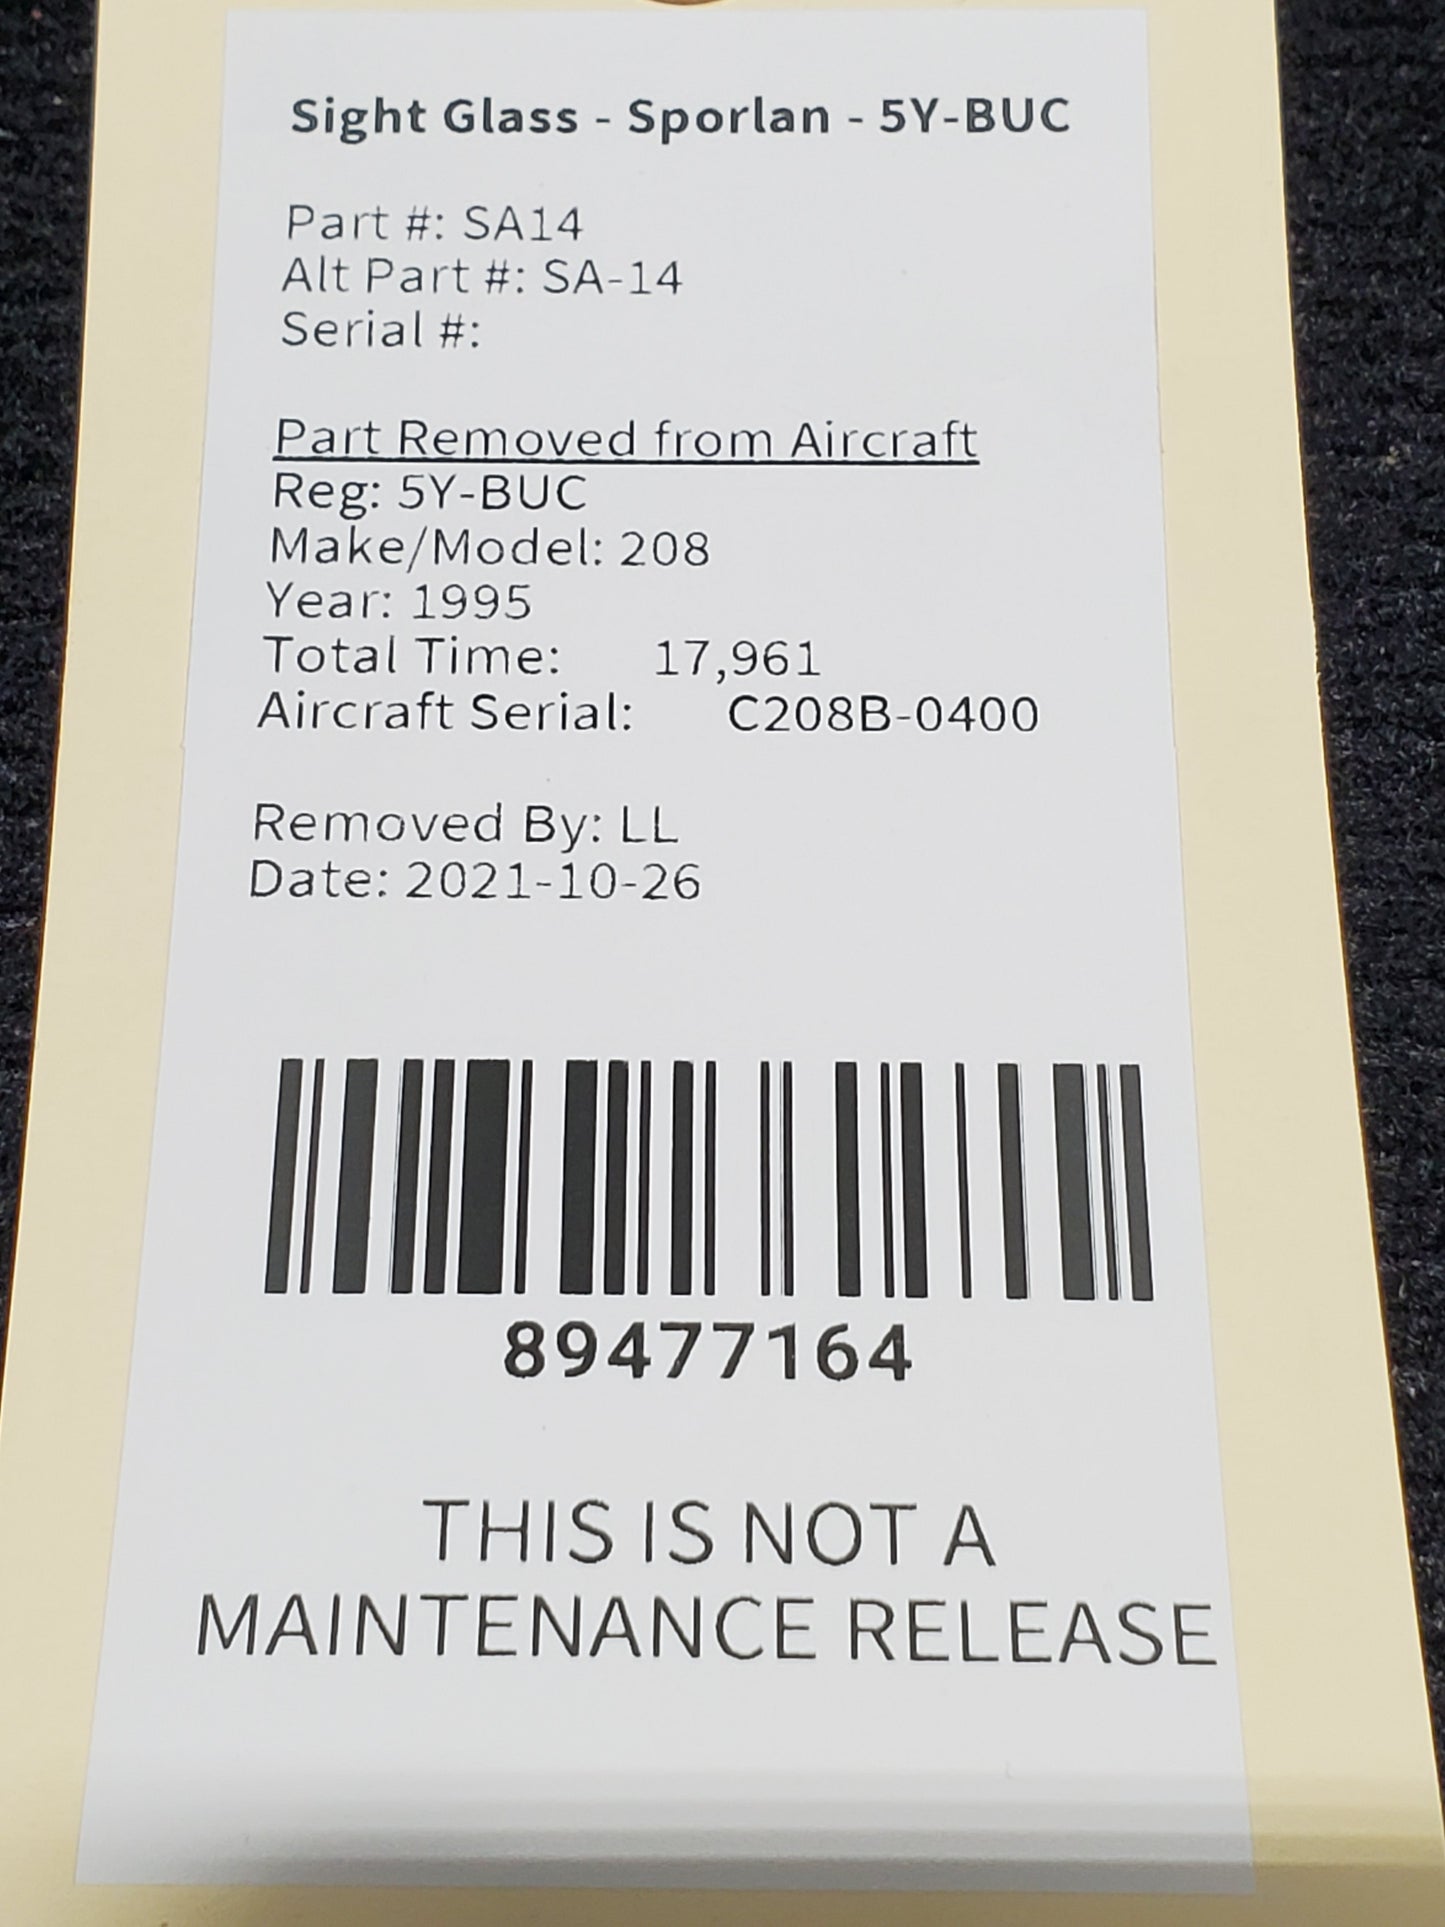 Sight Glass - Sporlan - 5Y-BUC
Part #: SA14
Alt Part #: SA-14
Serial #:
Part Removed from Aircraft
Reg: 5Y-BUC
Make/Model: 208
Year: 1995
Total Time: 17,961
Aircraft Serial: C208B-0400
Removed By: LL
Date: 2021-10-26
89477164
THIS IS NOT A
MAINTENANCE RELEASE